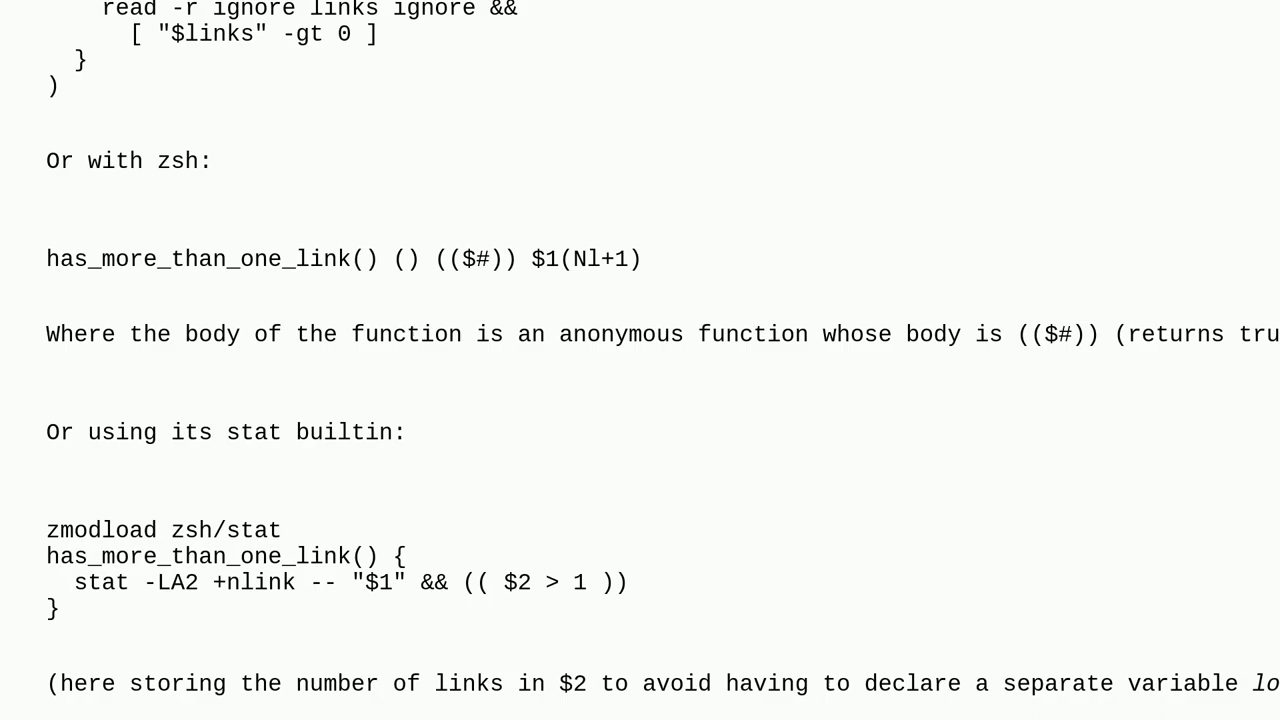 read -r ignore links ignore &&
      [ "$links" -gt 0 ]
  }
)
Or with zsh:
has_more_than_one_link() () (($#)) $1(Nl+1)
Where the body of the function is an anonymous function whose body is (($#)) (returns tru
Or using its stat builtin:
zmodload zsh/stat
has_more_than_one_link() {
  stat -LA2 +nlink -- "$1" && (( $2 > 1 ))
}
(here storing the number of links in $2 to avoid having to declare a separate variable lo